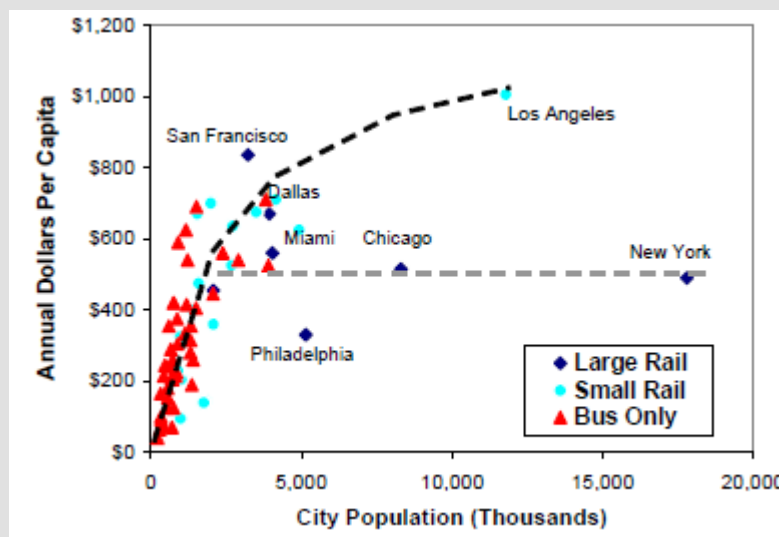 $1,200
$1,000
$800
$600
$400
$200
$0
Annual Dollars Per Capita
San Francisco
Los Angeles
Dallas
Miami
Chicago
New York
Philadelphia
Large Rail
Small Rail
Bus Only
0
5,000
10,000
15,000
20,000
City Population (Thousands)